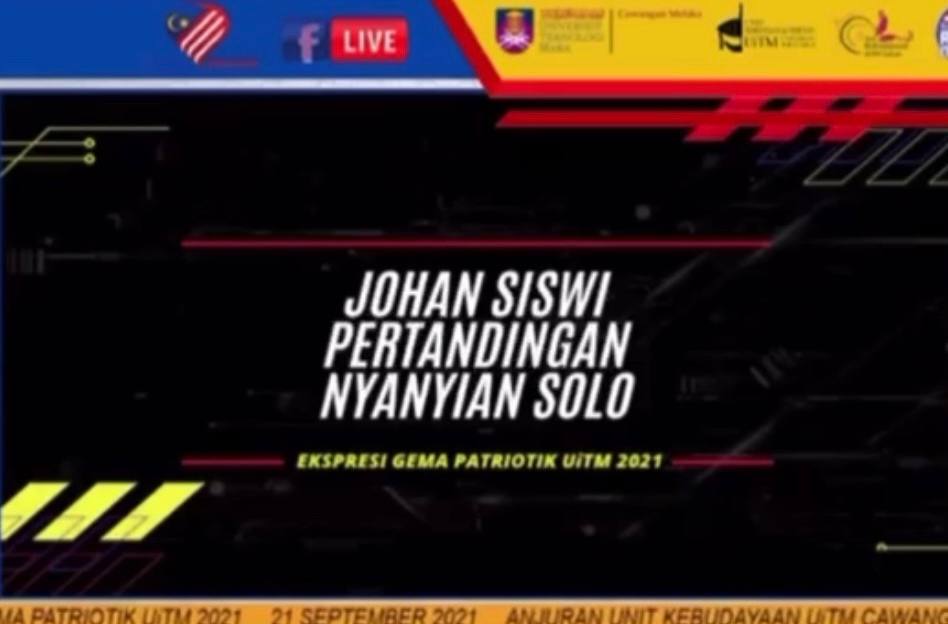 f LIVE
UNIVERSITI
TEKNOLOGI
MARA
Cawangan Melaka
UiTM
JOHAN SISWI
PERTANDINGAN
NYANYIAN SOLO
EKSPRESI GEMA PATRIOTIK UiTM 2021
MA PATRIOTIK UiTM 2021 21 SEPTEMBER 2021 ANJURAN UNIT KEBUDAYAAN UiTM CAWANG